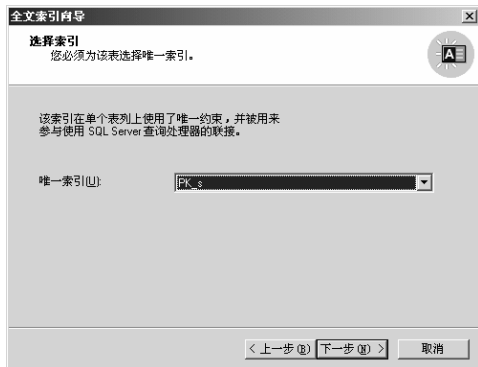 全文索引向导
选择索引
您必须为该表选择唯一索引。
该索引在单个表列上使用了唯一约束，并被用来
参与使用 SQL Server 查询处理器的联接。
唯一索引(U):
PK_s
< 上一步(B) 下一步(N) > 取消